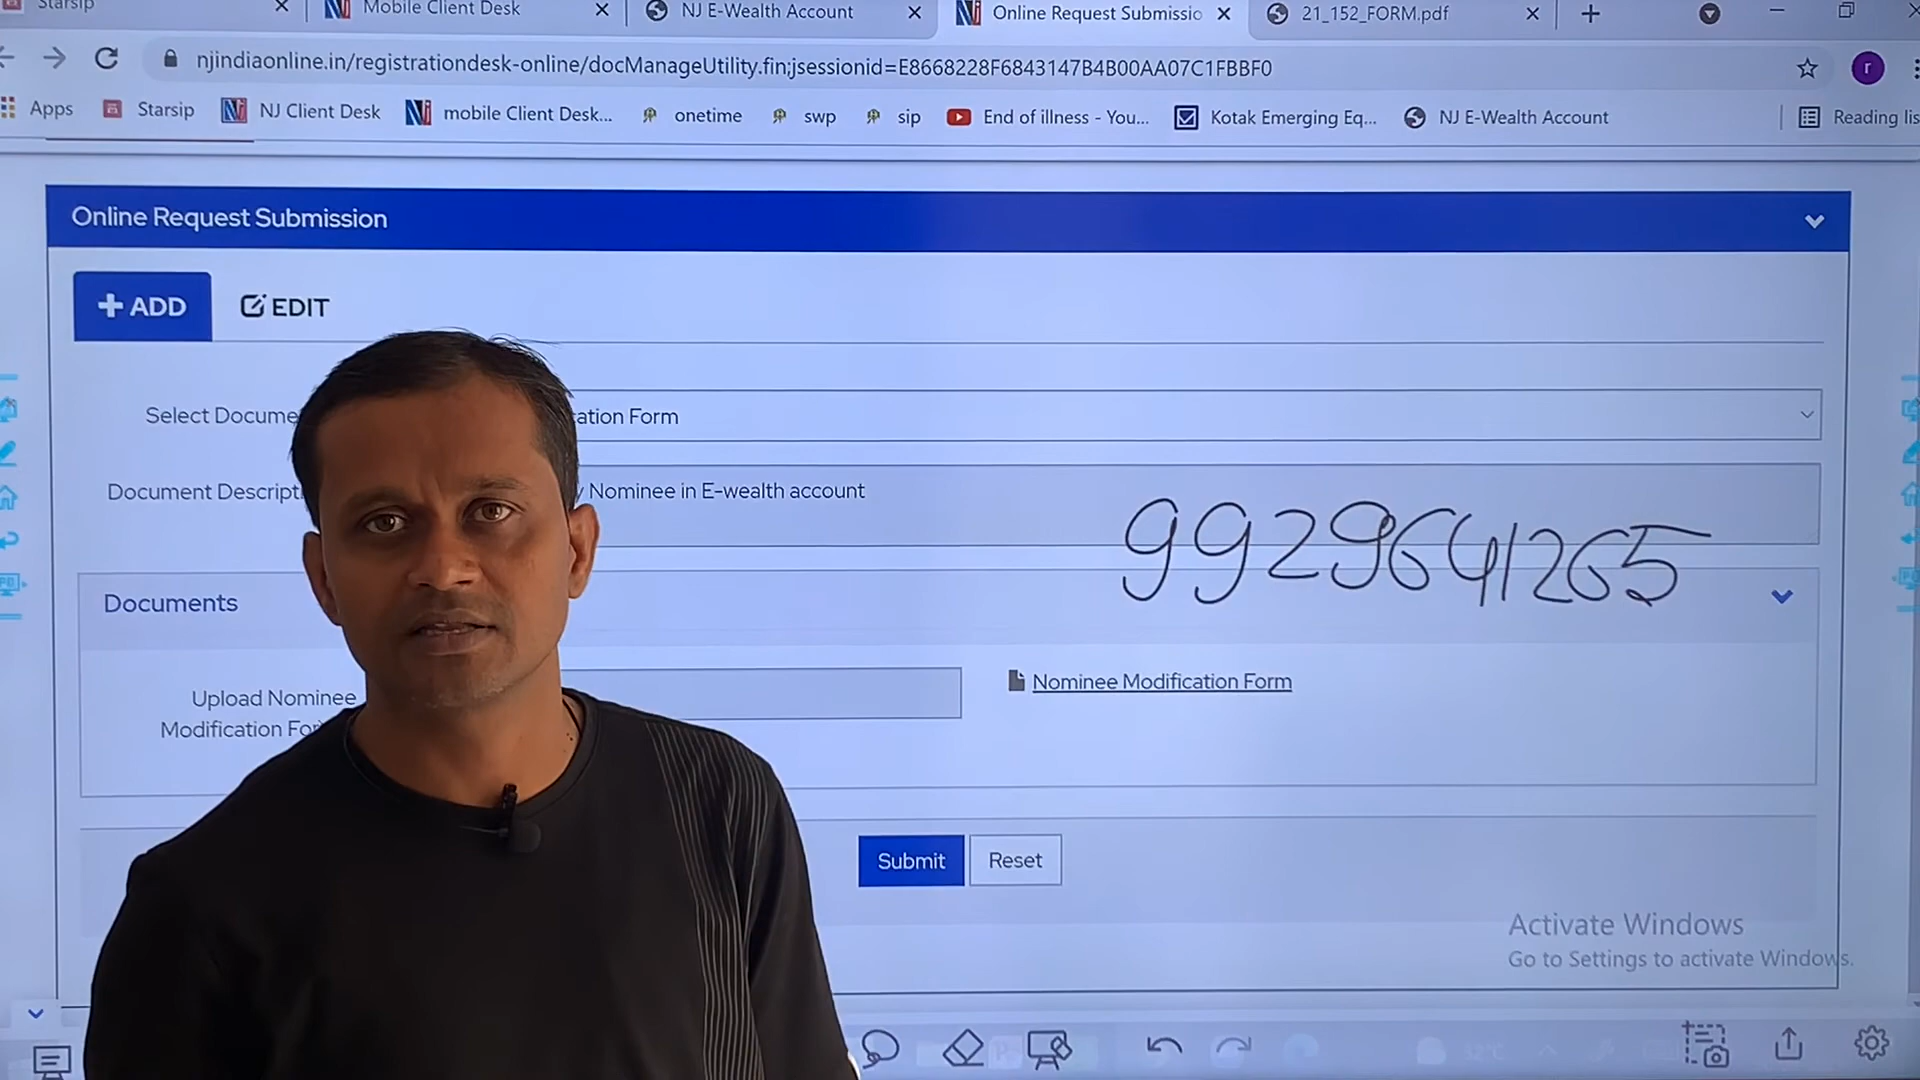 Starsip
Mobile Client Desk
NJ E-Wealth Account
Online Request Submissio
21_152_FORM.pdf
njindiaonline.in/registrationdesk-online/docManageUtility.fin;jsessionid=E8668228F6843147B4B00AA07C1FBBF0
r
Apps
Starsip
NJ Client Desk
mobile Client Desk...
onetime
swp
sip
End of illness - You...
Kotak Emerging Eq...
NJ E-Wealth Account
Reading lis
Online Request Submission
+ ADD
EDIT
Select Docume
ation Form
Document Descripti
y Nominee in E-wealth account
9929641265
Documents
Upload Nominee
Modification For
Nominee Modification Form
Submit
Reset
Activate Windows
Go to Settings to activate Windows.